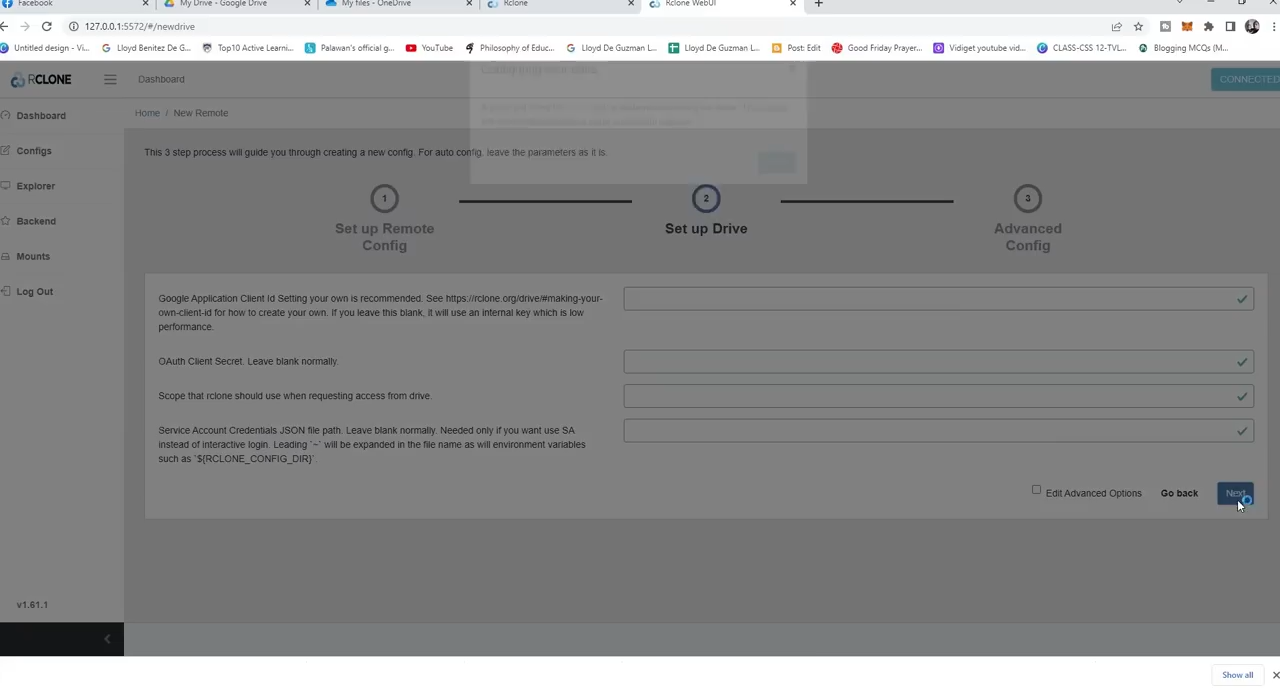 Facebook
My Drive - Google Drive
My files - OneDrive
Rclone
Rclone WebUI
127.0.0.1:5572/#/newdrive
Untitled design - Vi...
Lloyd Benitez De G...
Top10 Active Learni...
Palawan's official g...
YouTube
Philosophy of Educ...
Lloyd De Guzman L...
Lloyd De Guzman L...
Post: Edit
Good Friday Prayer...
Vidiget youtube vid...
CLASS-CSS 12-TVL...
Blogging MCQs (M...
RCLONE
Dashboard
CONNECTED
Dashboard
Configs
Explorer
Backend
Mounts
Log Out
Home / New Remote
This 3 step process will guide you through creating a new config. For auto config, leave the parameters as it is.
1
Set up Remote
Config
2
Set up Drive
3
Advanced
Config
Google Application Client Id Setting your own is recommended. See https://rclone.org/drive/#making-your-
own-client-id for how to create your own. If you leave this blank, it will use an internal key which is low
performance.
OAuth Client Secret. Leave blank normally.
Scope that rclone should use when requesting access from drive.
Service Account Credentials JSON file path. Leave blank normally. Needed only if you want use SA
instead of interactive login. Leading `~` will be expanded in the file name as will environment variables
such as `${RCLONE_CONFIG_DIR}`.
Edit Advanced Options
Go back
Next
v1.61.1
Show all